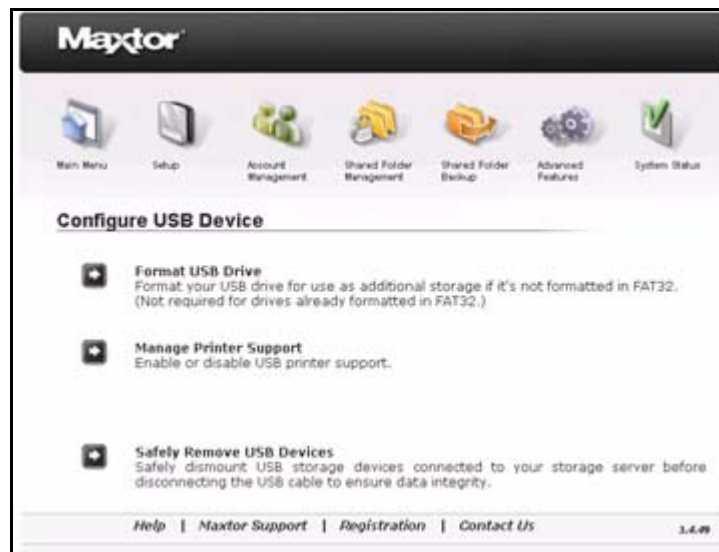 Maxtor
Main Menu
Setup
Account Management
Shared Folder Management
Shared Folder Backup
Advanced Features
System Status
Configure USB Device
Format USB Drive
Format your USB drive for use as additional storage if it's not formatted in FAT32.
(Not required for drives already formatted in FAT32.)
Manage Printer Support
Enable or disable USB printer support.
Safely Remove USB Devices
Safely dismount USB storage devices connected to your storage server before
disconnecting the USB cable to ensure data integrity.
Help | Maxtor Support | Registration | Contact Us